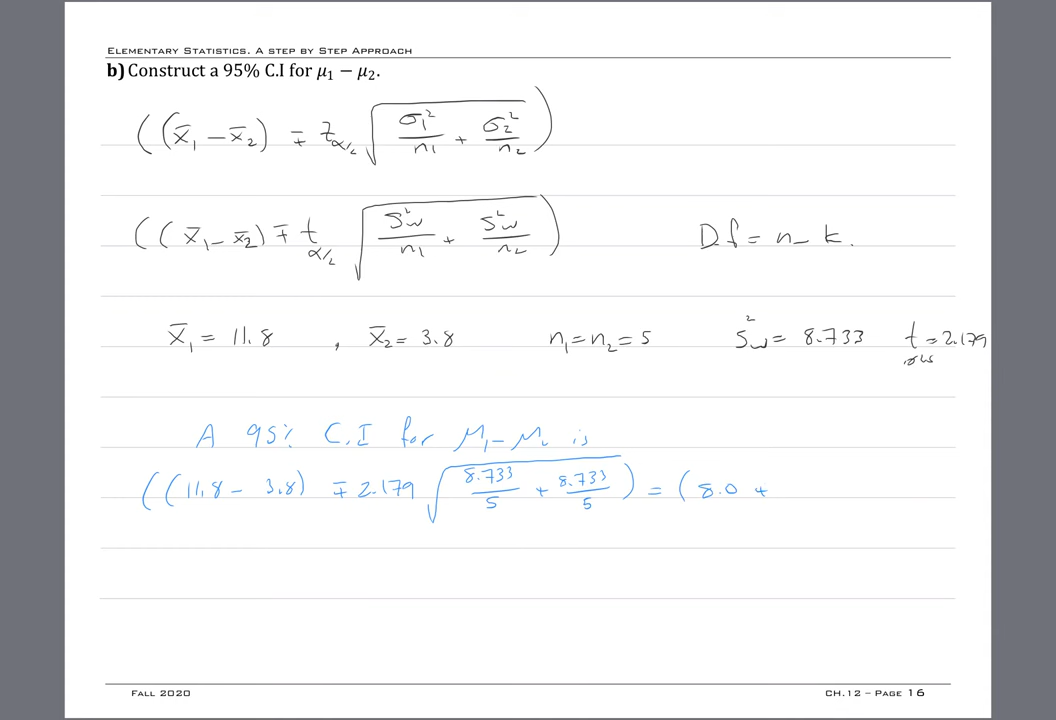 ELEMENTARY STATISTICS. A STEP BY STEP APPROACH
b) Construct a 95% C.I for μ₁ − μ₂.
((x̄₁ − x̄₂) ∓ z_{α/2} √(σ₁²/n₁ + σ₂²/n₂))
((x̄₁ − x̄₂) ∓ t_{α/2} √(S²w/n₁ + S²w/n₂)) Df = n − k.
x̄₁ = 11.8 , x̄₂ = 3.8 n₁ = n₂ = 5 S²w = 8.733 t = 2.179
A 95% C.I for μ₁ − μ₂ is
((11.8 − 3.8) ∓ 2.179 √(8.733/5 + 8.733/5)) = (8.0 +
FALL 2020 CH.12 – PAGE 16